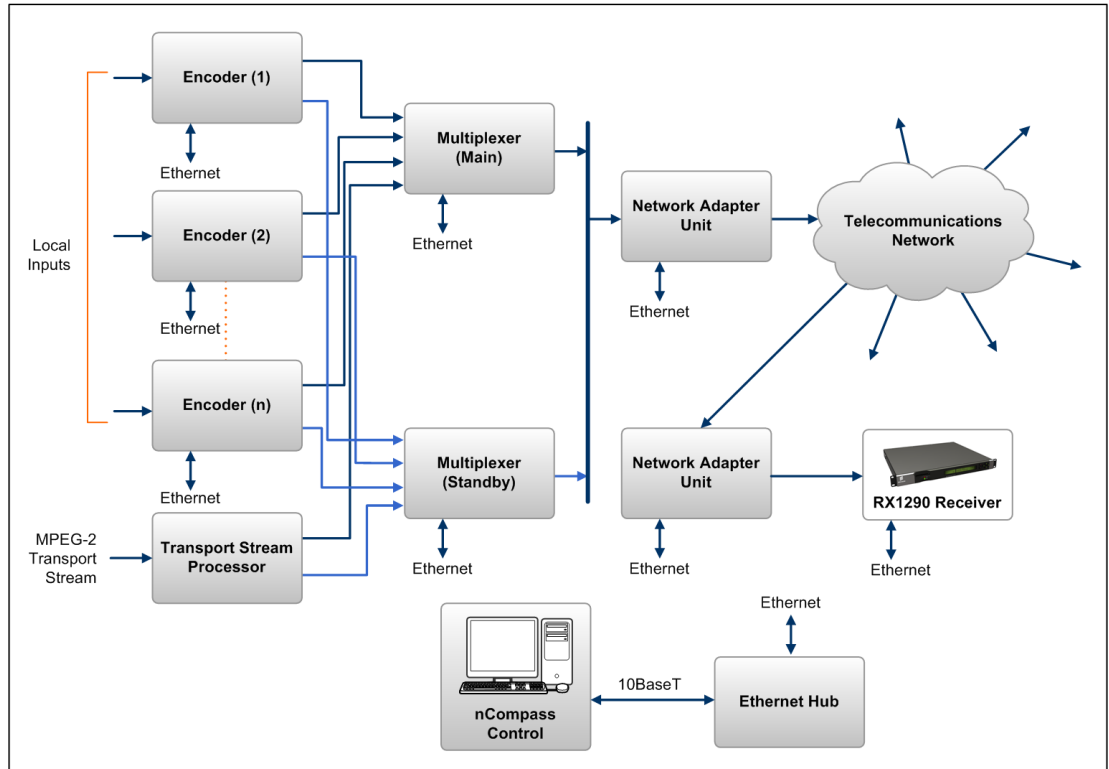 Encoder (1)
Ethernet
Encoder (2)
Ethernet
Local
Inputs
Encoder (n)
Ethernet
MPEG-2
Transport
Stream
Transport Stream
Processor
Multiplexer
(Main)
Ethernet
Multiplexer
(Standby)
Ethernet
Network Adapter
Unit
Ethernet
Telecommunications
Network
Network Adapter
Unit
Ethernet
RX1290 Receiver
Ethernet
nCompass
Control
10BaseT
Ethernet
Ethernet Hub